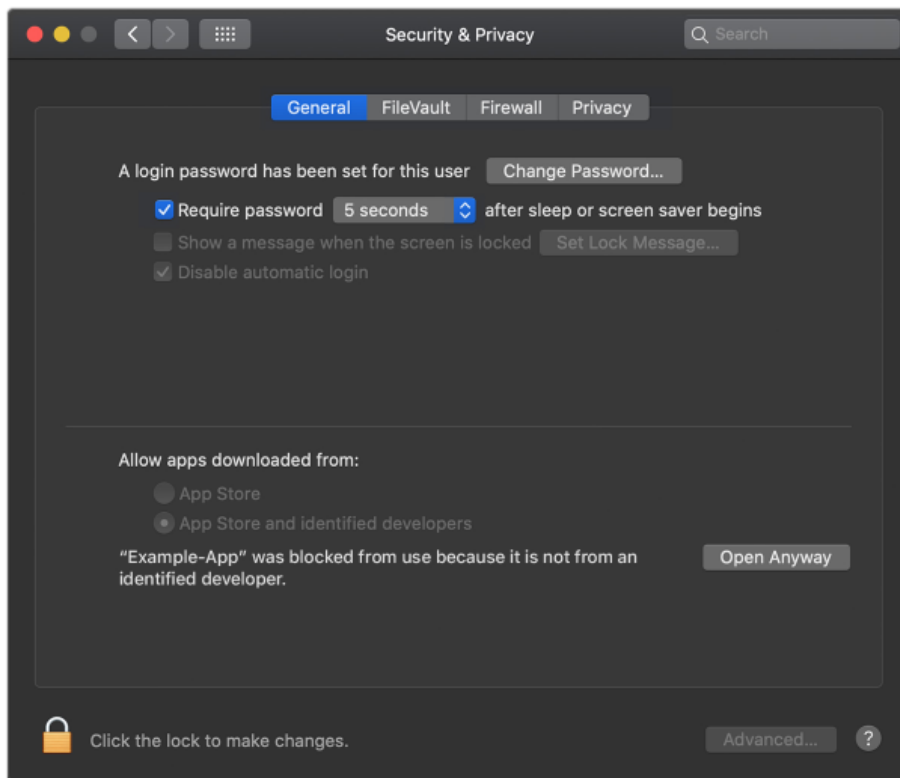 Security & Privacy
Search
General FileVault Firewall Privacy
A login password has been set for this user Change Password...
Require password 5 seconds after sleep or screen saver begins
Show a message when the screen is locked Set Lock Message...
Disable automatic login
Allow apps downloaded from:
App Store
App Store and identified developers
“Example-App” was blocked from use because it is not from an
identified developer.
Open Anyway
Click the lock to make changes.
Advanced...
?